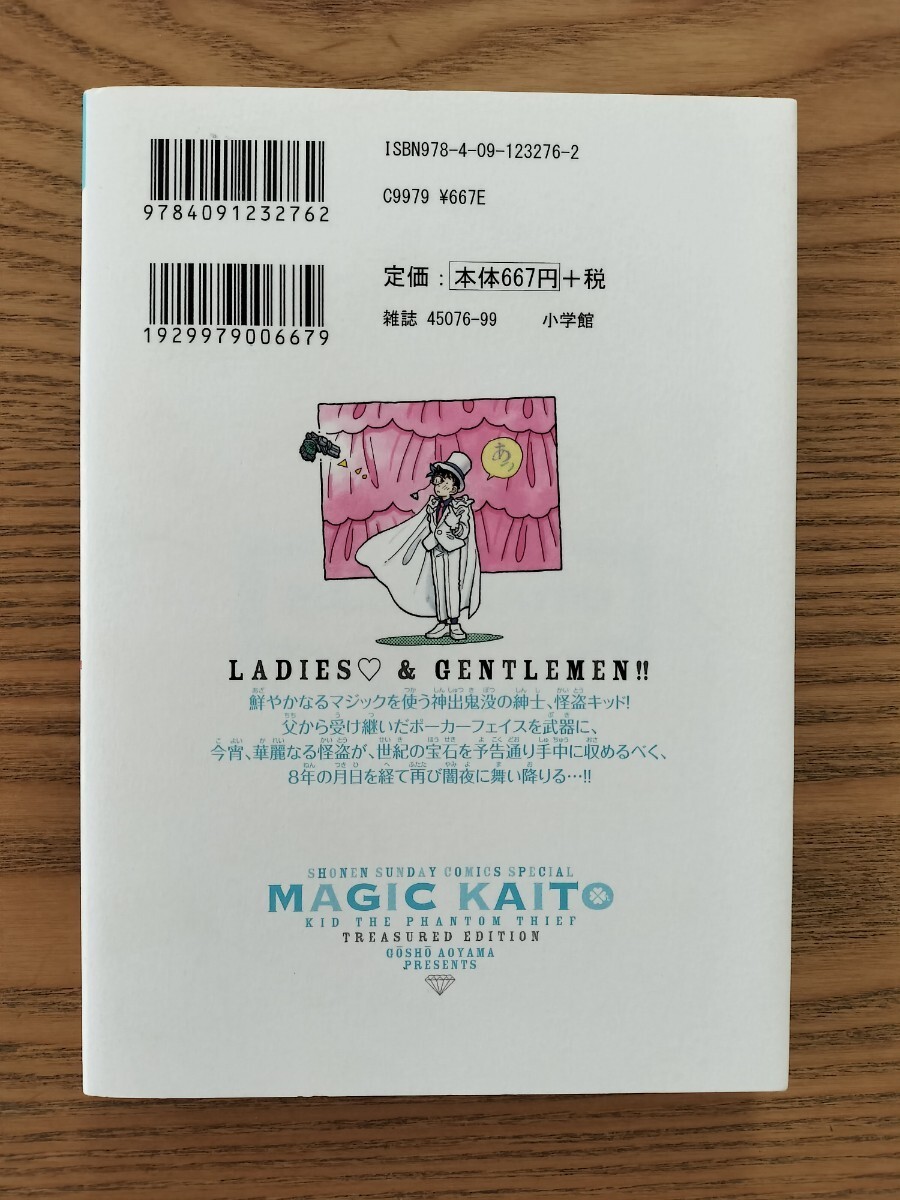 ISBN978-4-09-123276-2
9784091232762
C9979 ¥667E
定価：本体667円+税
1929979006679
雑誌 45076-99 小学館
あっ
LADIES♡ & GENTLEMEN!!
鮮やかなるマジックを使う神出鬼没の紳士、怪盗キッド!
父から受け継いだポーカーフェイスを武器に、
今宵、華麗なる怪盗が、世紀の宝石を予告通り手中に収めるべく、
8年の月日を経て再び闇夜に舞い降りる…!!
SHONEN SUNDAY COMICS SPECIAL
MAGIC KAITO
KID THE PHANTOM THIEF
TREASURED EDITION
GŌSHŌ AOYAMA
PRESENTS